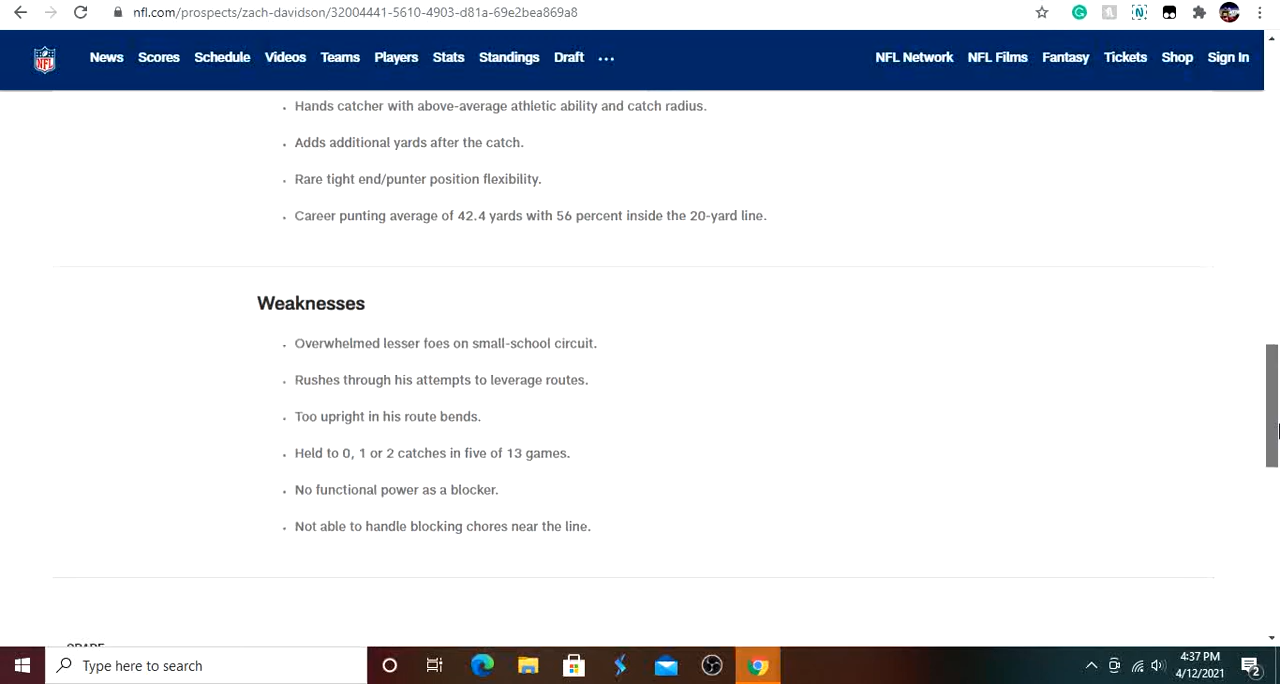 nfl.com/prospects/zach-davidson/32004441-5610-4903-d81a-69e2bea869a8
NFL
News Scores Schedule Videos Teams Players Stats Standings Draft ... NFL Network NFL Films Fantasy Tickets Shop Sign In
• Hands catcher with above-average athletic ability and catch radius.
• Adds additional yards after the catch.
• Rare tight end/punter position flexibility.
• Career punting average of 42.4 yards with 56 percent inside the 20-yard line.
Weaknesses
• Overwhelmed lesser foes on small-school circuit.
• Rushes through his attempts to leverage routes.
• Too upright in his route bends.
• Held to 0, 1 or 2 catches in five of 13 games.
• No functional power as a blocker.
• Not able to handle blocking chores near the line.
Type here to search
4:37 PM
4/12/2021
2